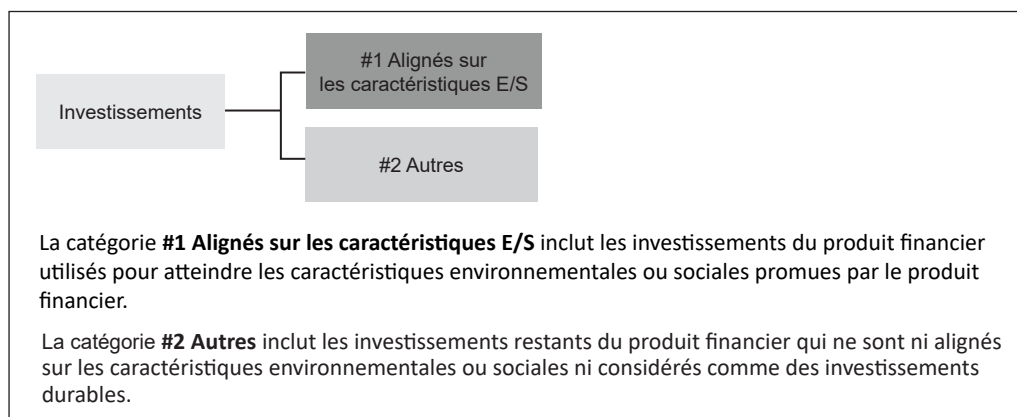 #1 Alignés sur
les caractéristiques E/S
Investissements
#2 Autres
La catégorie #1 Alignés sur les caractéristiques E/S inclut les investissements du produit financier
utilisés pour atteindre les caractéristiques environnementales ou sociales promues par le produit
financier.
La catégorie #2 Autres inclut les investissements restants du produit financier qui ne sont ni alignés
sur les caractéristiques environnementales ou sociales ni considérés comme des investissements
durables.